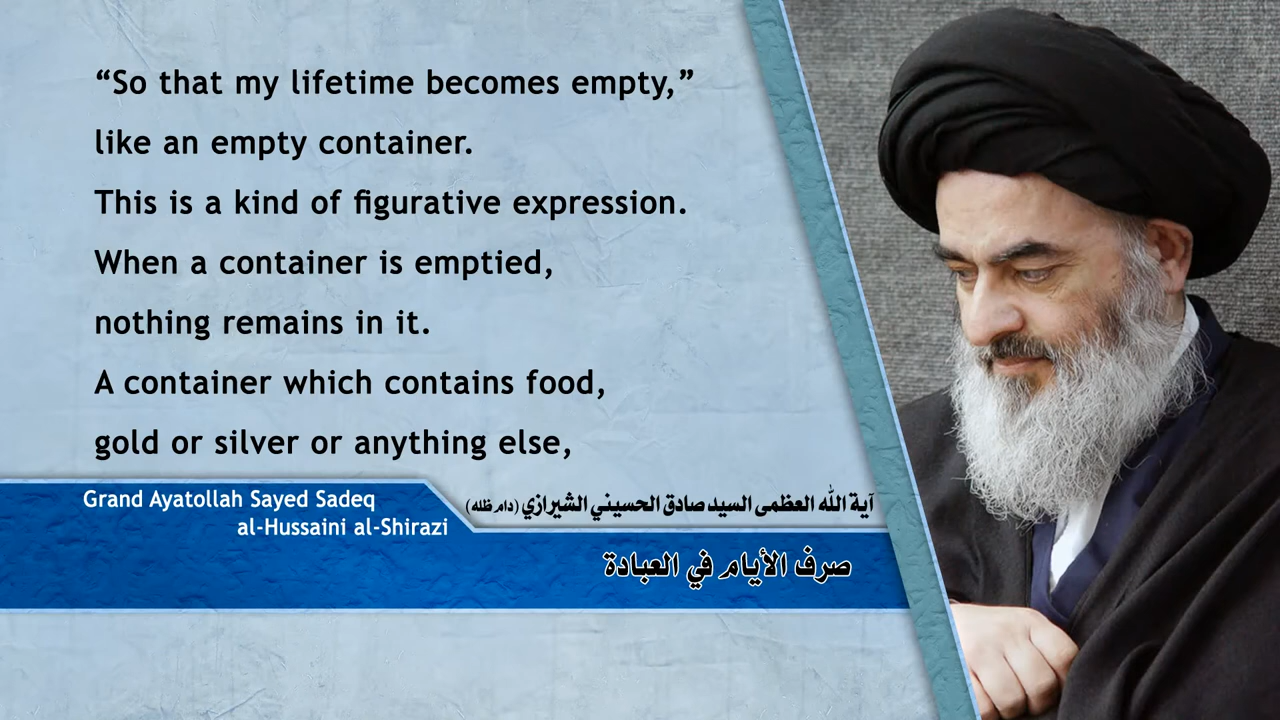 “So that my lifetime becomes empty,”
like an empty container.
This is a kind of figurative expression.
When a container is emptied,
nothing remains in it.
A container which contains food,
gold or silver or anything else,
Grand Ayatollah Sayed Sadeq
al-Hussaini al-Shirazi
آية الله العظمى السيد صادق الحسيني الشيرازي (دام ظله)
صرف الأيام في العبادة